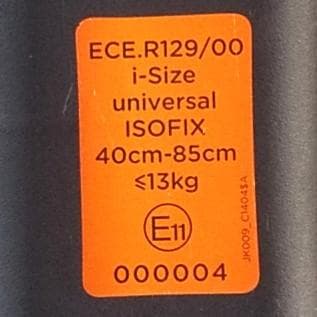 ECE.R129/00
i-Size
universal
ISOFIX
40cm-85cm
≤13kg
E11
000004
JK009_C1404$A